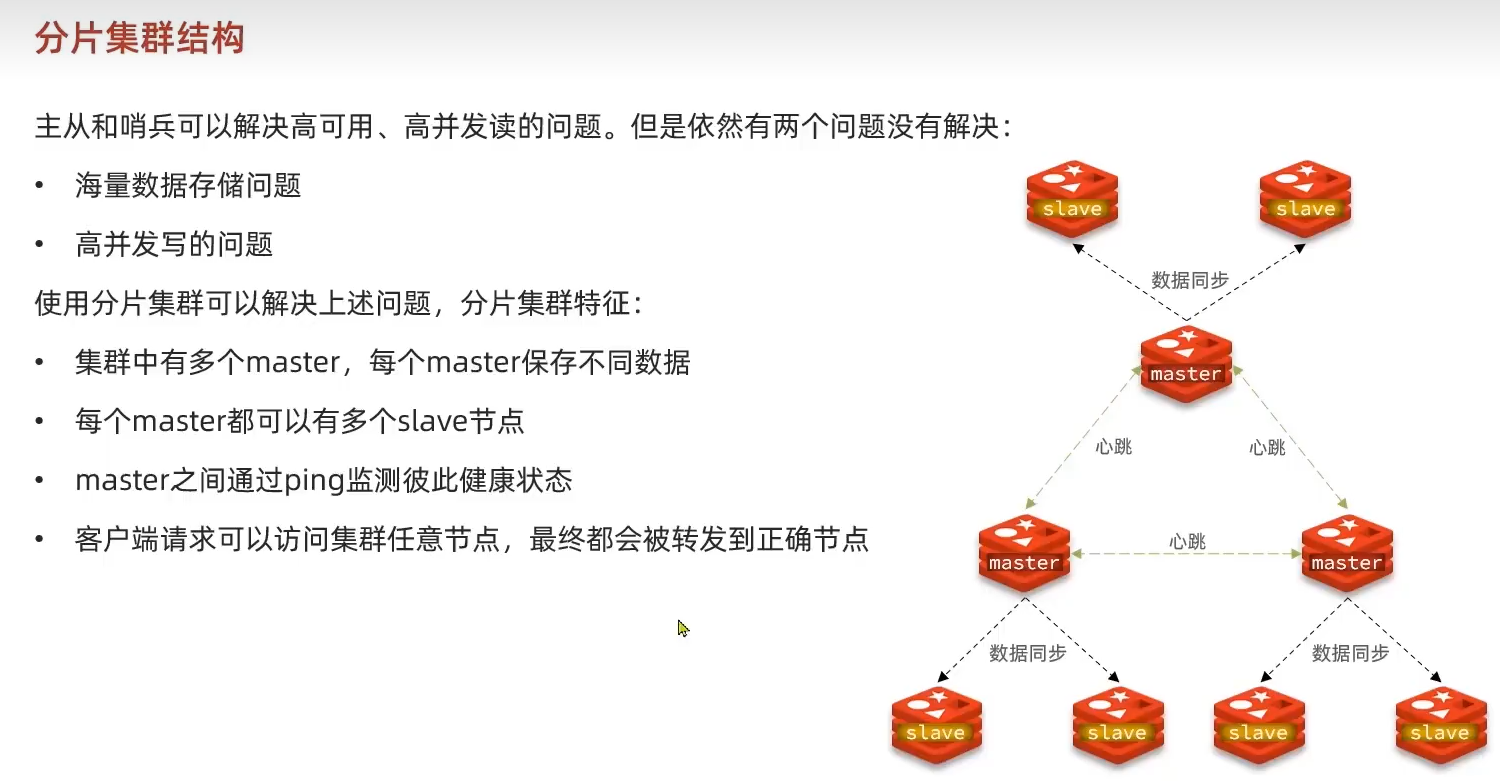 分片集群结构
主从和哨兵可以解决高可用、高并发读的问题。但是依然有两个问题没有解决：
• 海量数据存储问题
• 高并发写的问题
使用分片集群可以解决上述问题，分片集群特征：
• 集群中有多个master，每个master保存不同数据
• 每个master都可以有多个slave节点
• master之间通过ping监测彼此健康状态
• 客户端请求可以访问集群任意节点，最终都会被转发到正确节点
slave
slave
数据同步
master
心跳
心跳
master
心跳
master
数据同步
数据同步
slave
slave
slave
slave